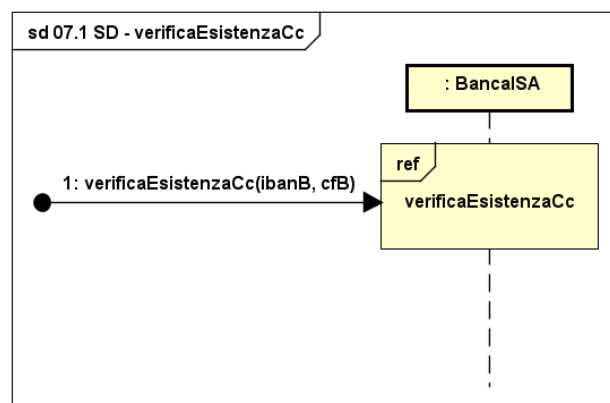 sd 07.1 SD - verificaEsistenzaCc
: BancaISA
ref
1: verificaEsistenzaCc(ibanB, cfB)
verificaEsistenzaCc